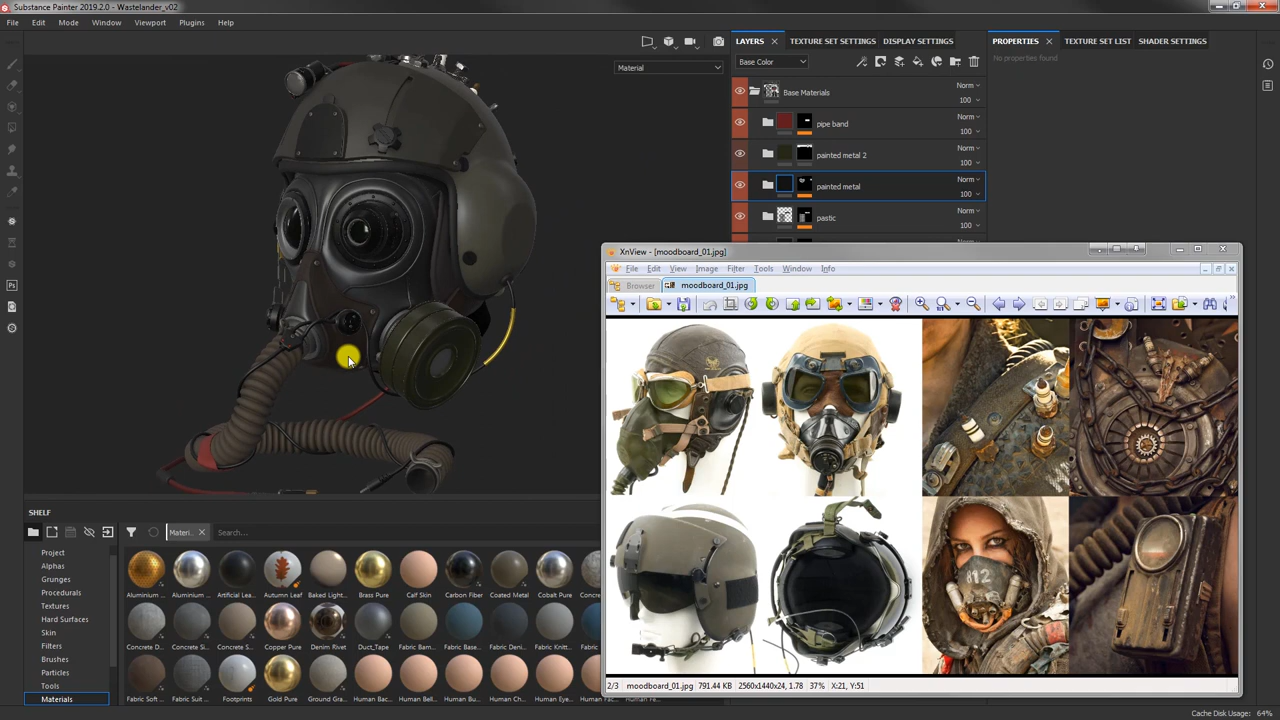 Substance Painter 2019.2.0 - Wastelander_v02
File Edit Mode Window Viewport Plugins Help
Material
LAYERS TEXTURE SET SETTINGS DISPLAY SETTINGS
PROPERTIES TEXTURE SET LIST SHADER SETTINGS
Base Color
No properties found
Base Materials Norm
100
pipe band Norm
100
painted metal 2 Norm
100
painted metal Norm
100
pastic Norm
100
XnView - [moodboard_01.jpg]
File Edit View Image Filter Tools Window Info
Browser moodboard_01.jpg
812
2/3 moodboard_01.jpg 791.44 KB 2560x1440x24, 1.78 37% X:21, Y:51
SHELF
Materi... Search...
Project
Alphas
Grunges
Procedurals
Textures
Hard Surfaces
Skin
Filters
Brushes
Particles
Tools
Materials
Aluminium ... Aluminium ... Artificial Lea... Autumn Leaf Baked Light... Brass Pure Calf Skin Carbon Fiber Coated Metal Cobalt Pure Concre
Concrete D... Concrete S... Concrete S... Copper Pure Denim Rivet Duct_Tape Fabric Bam... Fabric Base... Fabric Deni... Fabric Knitt... Fabric
Fabric Soft ... Fabric Suit ... Footprints Gold Pure Ground Gra... Human Bac... Human Bell... Human Bu... Human Ch... Human Eye...
Cache Disk Usage: 64%